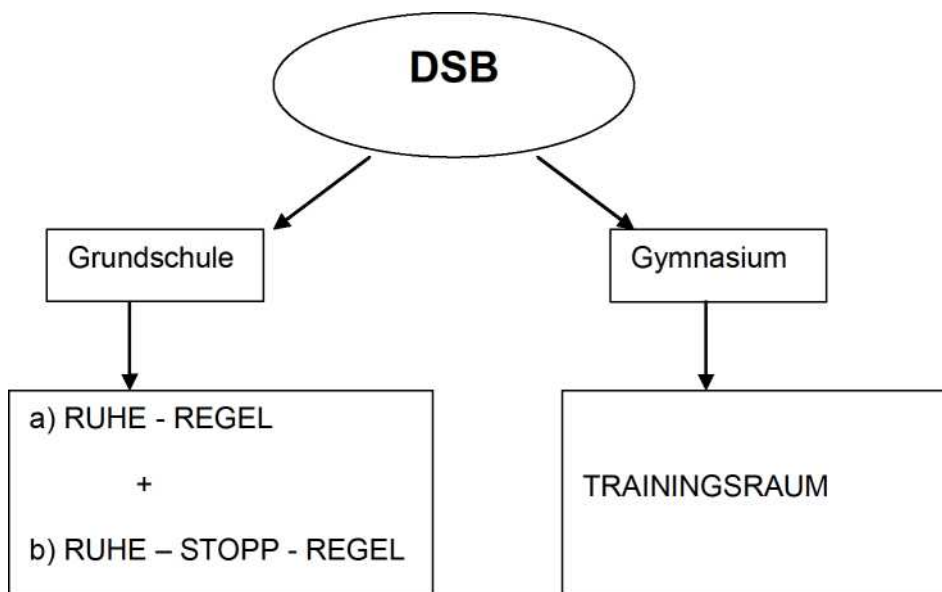 DSB
Grundschule
Gymnasium
a) RUHE - REGEL
+
b) RUHE – STOPP - REGEL
TRAININGSRAUM